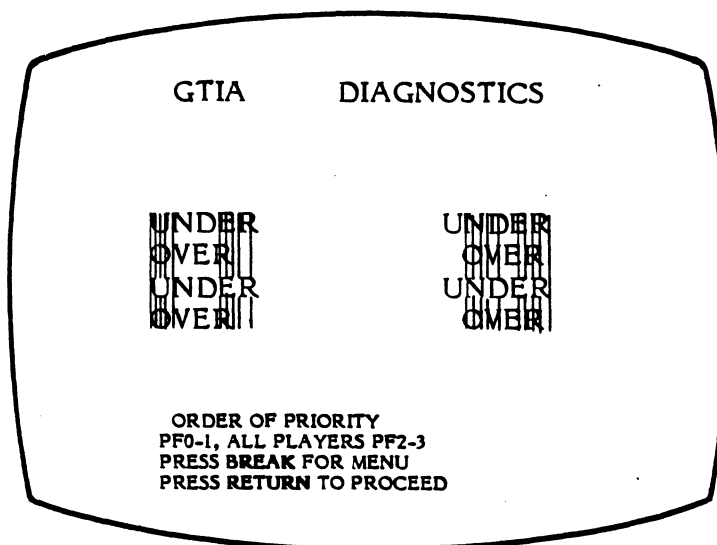 GTIA DIAGNOSTICS
UNDER UNDER
OVER OVER
UNDER UNDER
OVER OVER
ORDER OF PRIORITY
PF0-1, ALL PLAYERS PF2-3
PRESS BREAK FOR MENU
PRESS RETURN TO PROCEED